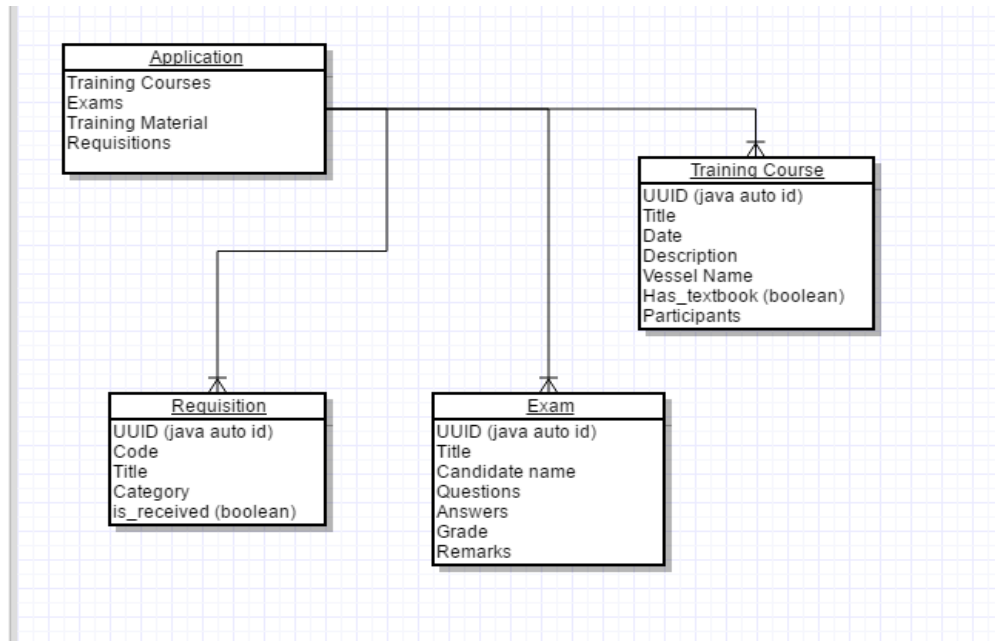 Application
Training Courses
Exams
Training Material
Requisitions
Training Course
UUID (java auto id)
Title
Date
Description
Vessel Name
Has_textbook (boolean)
Participants
Requisition
UUID (java auto id)
Code
Title
Category
is_received (boolean)
Exam
UUID (java auto id)
Title
Candidate name
Questions
Answers
Grade
Remarks